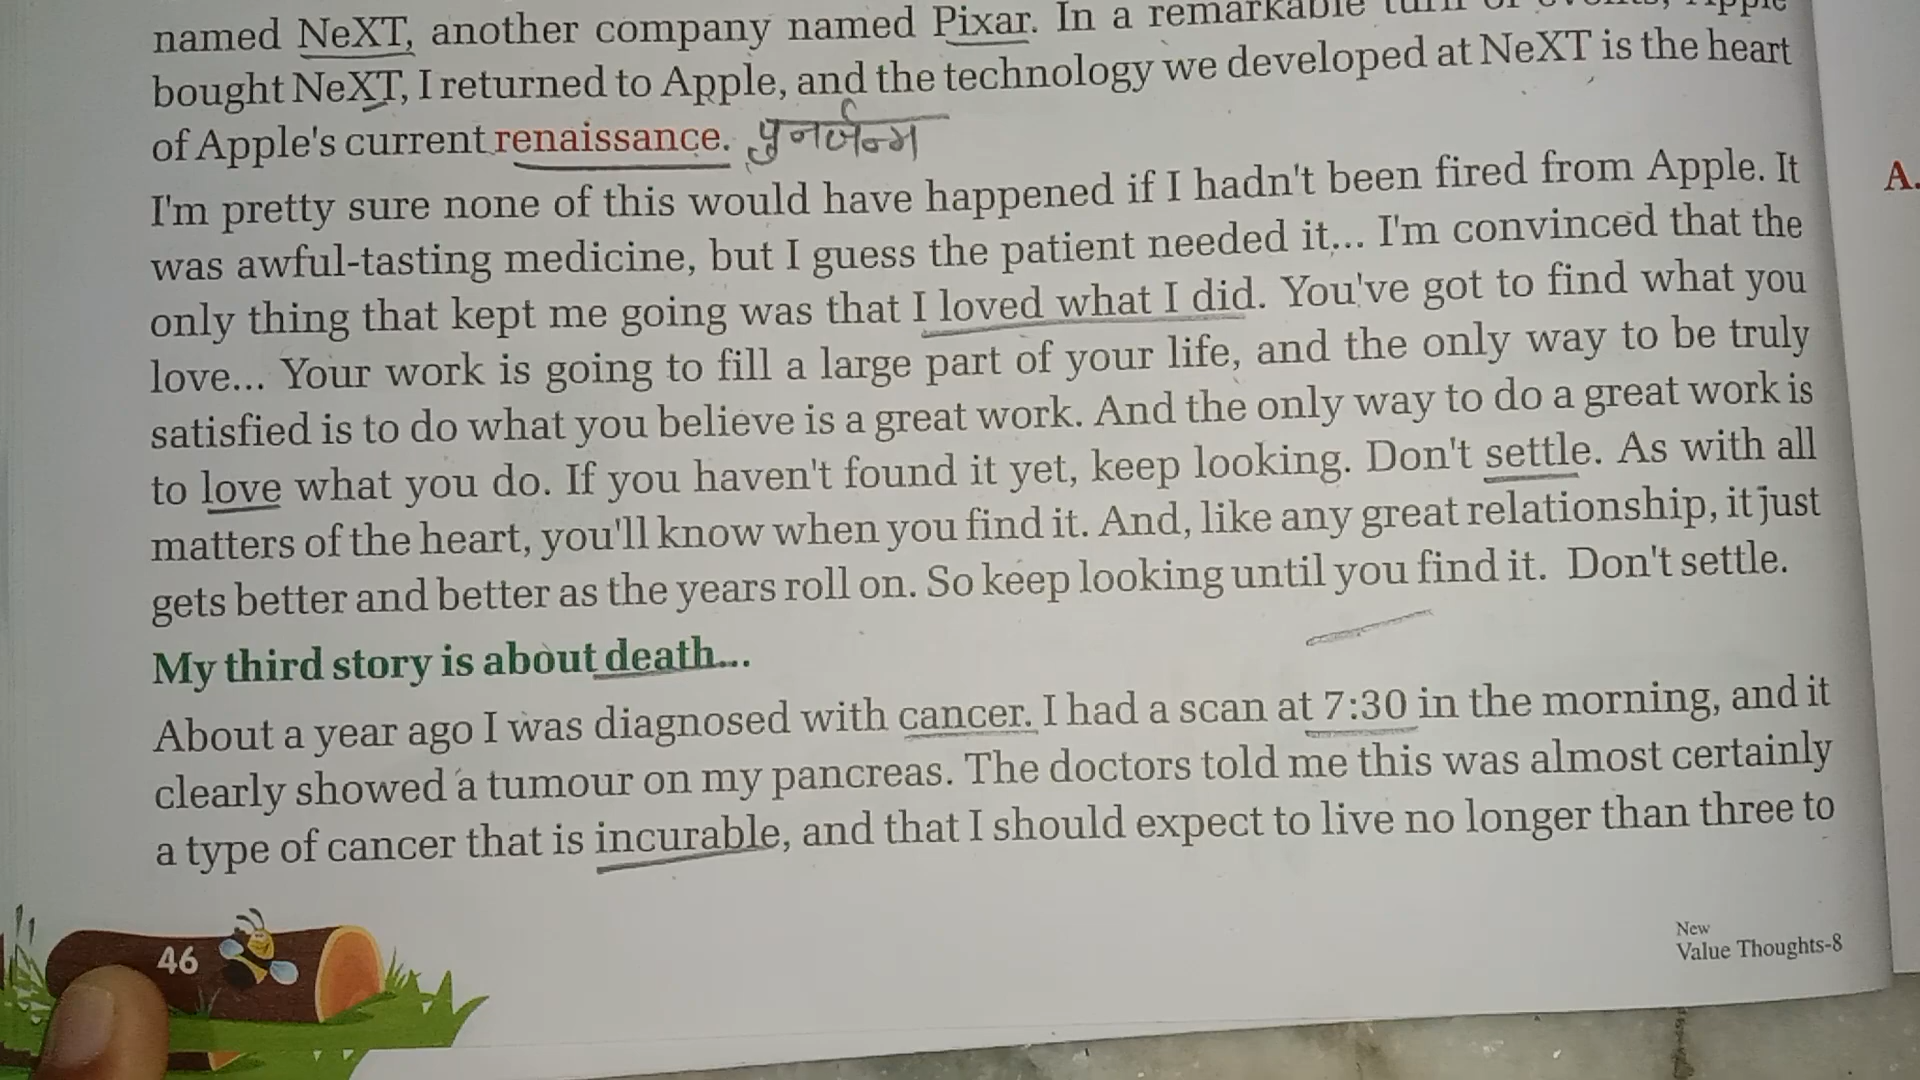 named NeXT, another company named Pixar. In a remarkable turn of events, Apple
bought NeXT, I returned to Apple, and the technology we developed at NeXT is the heart
of Apple's current renaissance. पुनर्जन्म
I'm pretty sure none of this would have happened if I hadn't been fired from Apple. It
was awful-tasting medicine, but I guess the patient needed it... I'm convinced that the
only thing that kept me going was that I loved what I did. You've got to find what you
love... Your work is going to fill a large part of your life, and the only way to be truly
satisfied is to do what you believe is a great work. And the only way to do a great work is
to love what you do. If you haven't found it yet, keep looking. Don't settle. As with all
matters of the heart, you'll know when you find it. And, like any great relationship, it just
gets better and better as the years roll on. So keep looking until you find it. Don't settle.
My third story is about death...
About a year ago I was diagnosed with cancer. I had a scan at 7:30 in the morning, and it
clearly showed a tumour on my pancreas. The doctors told me this was almost certainly
a type of cancer that is incurable, and that I should expect to live no longer than three to
46
New
Value Thoughts-8
A.